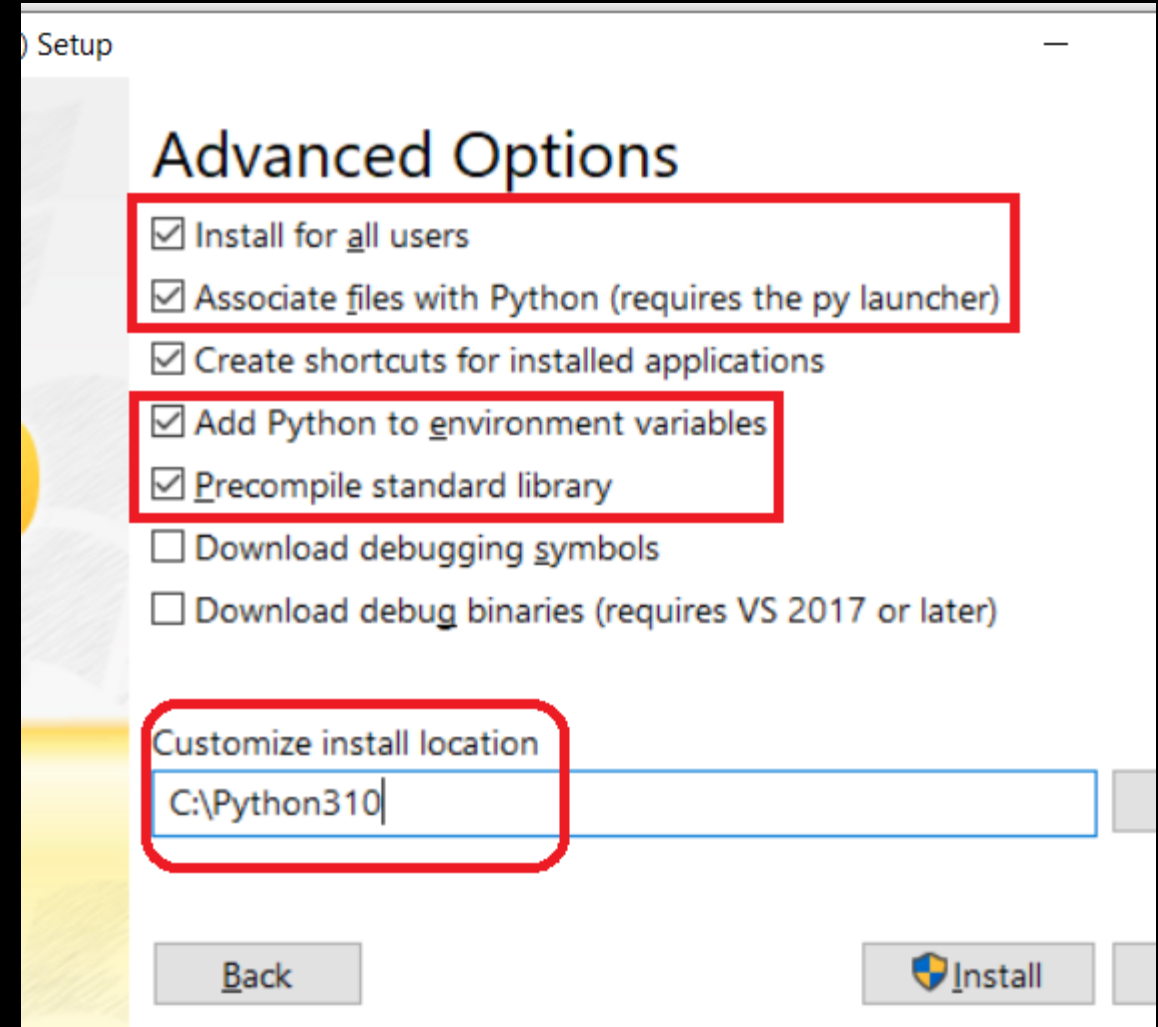 ) Setup
Advanced Options
Install for all users
Associate files with Python (requires the py launcher)
Create shortcuts for installed applications
Add Python to environment variables
Precompile standard library
Download debugging symbols
Download debug binaries (requires VS 2017 or later)
Customize install location
C:\Python310
Back
Install